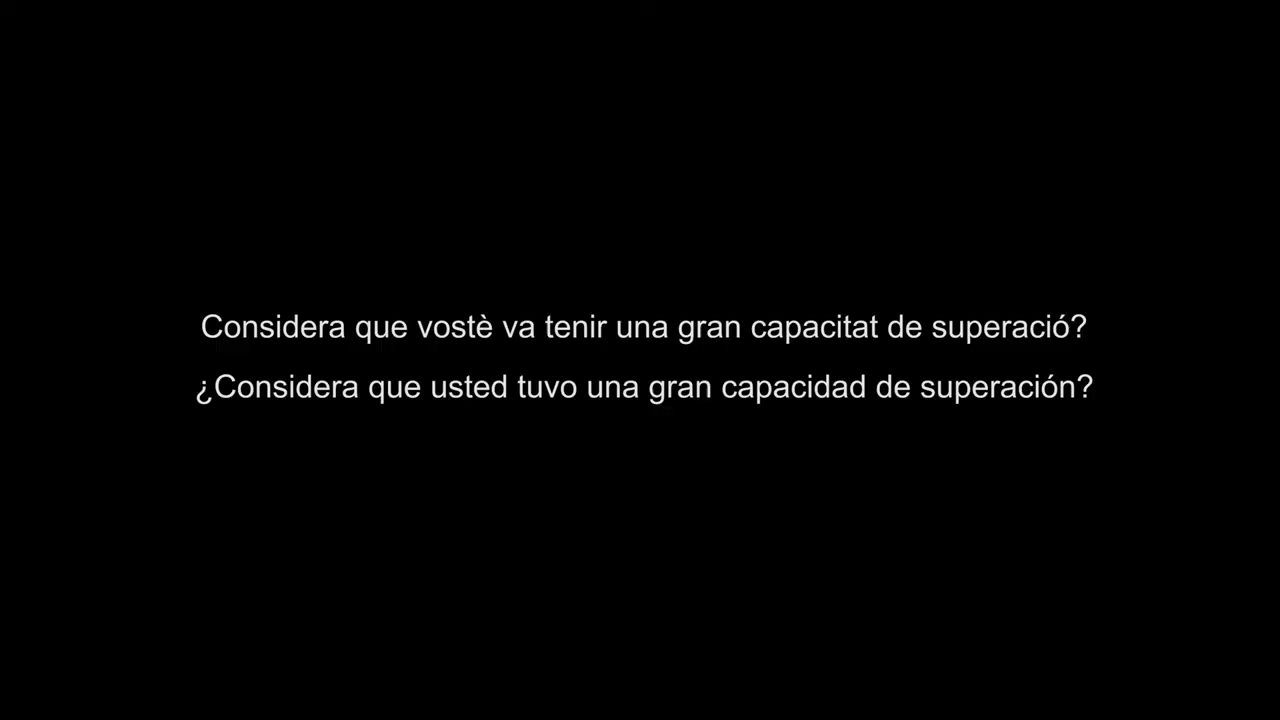 Considera que vostè va tenir una gran capacitat de superació?
¿Considera que usted tuvo una gran capacidad de superación?